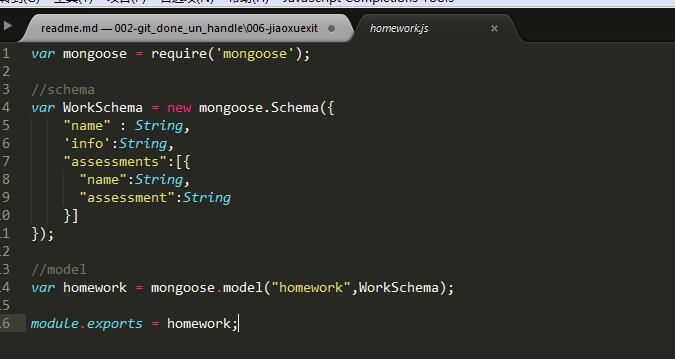 JavaScript Completions Tools
readme.md — 002-git_done_un_handle\006-jiaoxuexit
homework.js
1 var mongoose = require('mongoose');
2
3 //schema
4 var WorkSchema = new mongoose.Schema({
5 "name" : String,
6 'info':String,
7 "assessments":[{
8 "name":String,
9 "assessment":String
10 }]
11 });
12
13 //model
14 var homework = mongoose.model("homework",WorkSchema);
15
16 module.exports = homework;